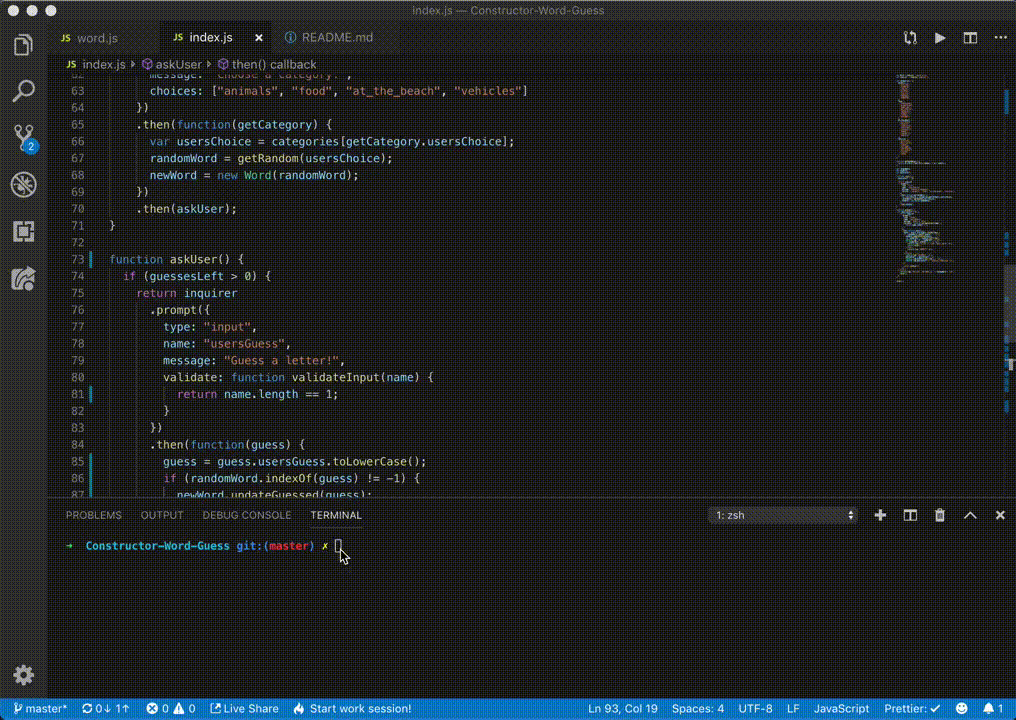 index.js — Constructor-Word-Guess
JS word.js JS index.js × README.md
JS index.js › askUser › then() callback
62 message: "Choose a category:",
63 choices: ["animals", "food", "at_the_beach", "vehicles"]
64 })
65 .then(function(getCategory) {
66 var usersChoice = categories[getCategory.usersChoice];
67 randomWord = getRandom(usersChoice);
68 newWord = new Word(randomWord);
69 })
70 .then(askUser);
71 }
72
73 function askUser() {
74 if (guessesLeft > 0) {
75 return inquirer
76 .prompt({
77 type: "input",
78 name: "usersGuess",
79 message: "Guess a letter!",
80 validate: function validateInput(name) {
81 return name.length == 1;
82 }
83 })
84 .then(function(guess) {
85 guess = guess.usersGuess.toLowerCase();
86 if (randomWord.indexOf(guess) != -1) {
87 newWord.updateGuessed(guess);
2
PROBLEMS OUTPUT DEBUG CONSOLE TERMINAL 1: zsh
→ Constructor-Word-Guess git:(master) ✗
master* 0↓ 1↑ 0 0 Live Share Start work session! Ln 93, Col 19 Spaces: 4 UTF-8 LF JavaScript Prettier: ✓ 1